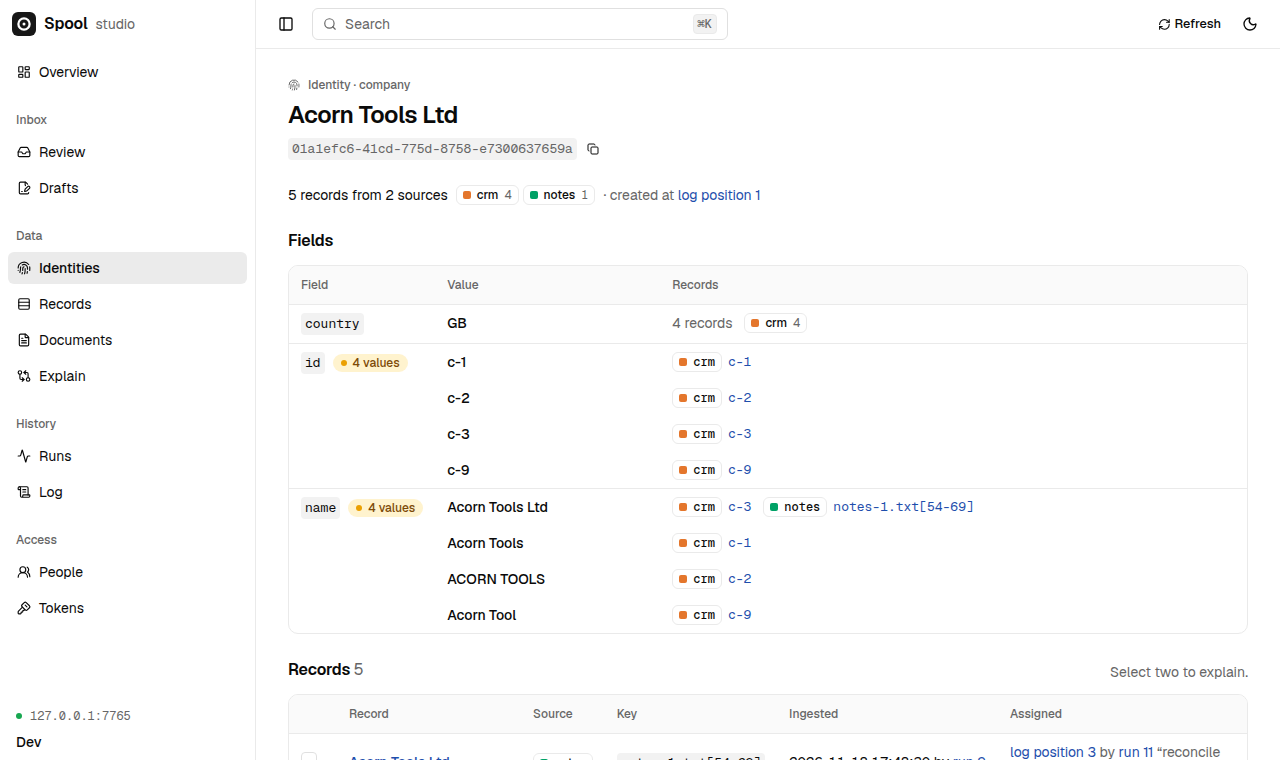 Spool studio
Search ⌘K
Refresh
Overview
Inbox
Review
Drafts
Data
Identities
Records
Documents
Explain
History
Runs
Log
Access
People
Tokens
127.0.0.1:7765
Dev
Identity · company
Acorn Tools Ltd
01a1efc6-41cd-775d-8758-e7300637659a
5 records from 2 sources crm 4 notes 1 · created at log position 1
Fields
Field Value Records
country GB 4 records crm 4
id 4 values c-1 crm c-1
c-2 crm c-2
c-3 crm c-3
c-9 crm c-9
name 4 values Acorn Tools Ltd crm c-3 notes notes-1.txt[54-69]
Acorn Tools crm c-1
ACORN TOOLS crm c-2
Acorn Tool crm c-9
Records 5
Select two to explain.
Record Source Key Ingested Assigned
log position 3 by run 11 “reconcile
Acorn Tools Ltd